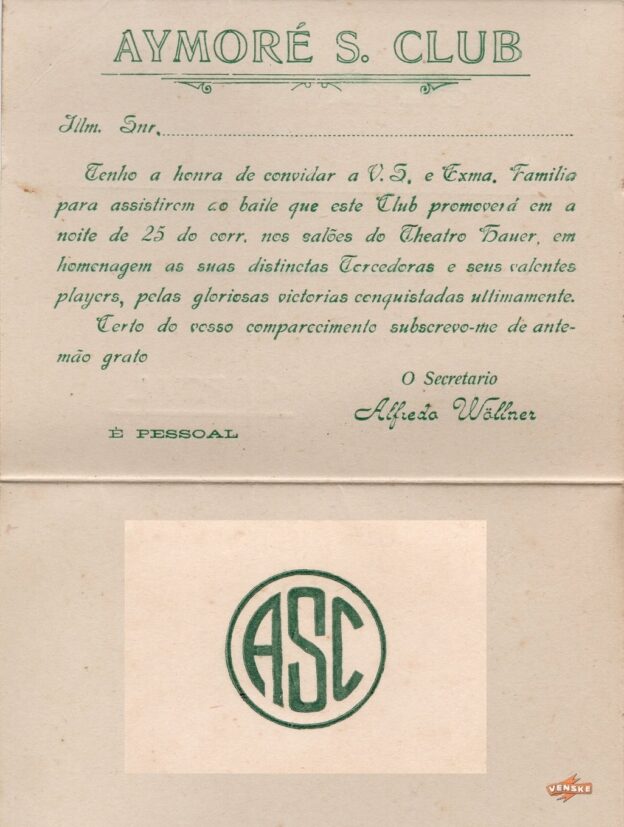 AYMORÉ S. CLUB
Illm. Snr.
Tenho a honra de convidar a V. S. e Exma. Familia
para assistirem ao baile que este Club promoverá em a
noite de 25 do corr. nos salões do Theatro Hauer, em
homenagem as suas distinctas Torcedoras e seus valentes
players, pelas gloriosas victorias conquistadas ultimamente.
Certo do vosso comparecimento subscrevo-me de ante-
mão grato
O Secretario
Alfredo Wöllner
É PESSOAL
ASC
VENSKE